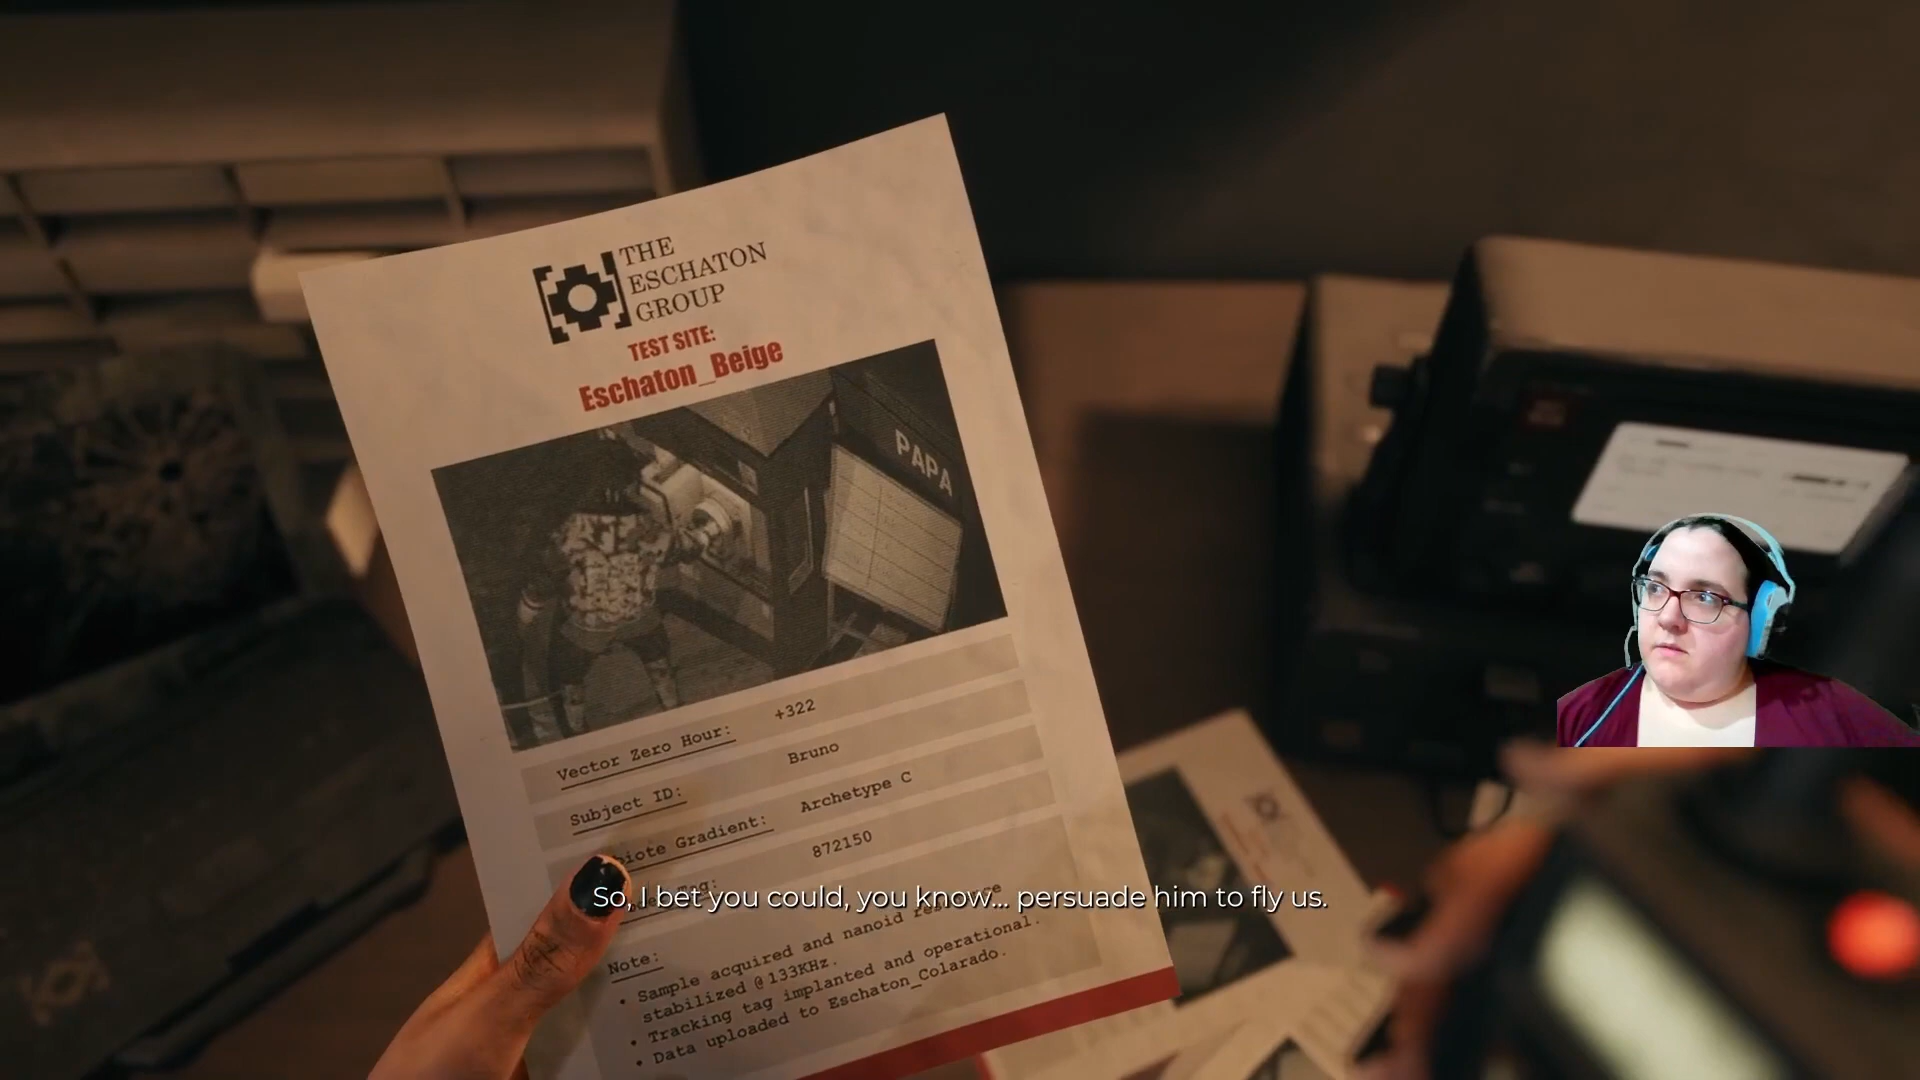 THE
ESCHATON
GROUP
TEST SITE:
Eschaton_Beige
PAPA
Vector Zero Hour: +322
Subject ID: Bruno
Gradient: Archetype C
872150
So, I bet you could, you know... persuade him to fly us.
Note:
• Sample acquired and nanoid
stabilized @133KHz.
• Tracking tag implanted and operational.
• Data uploaded to Eschaton_Colarado.